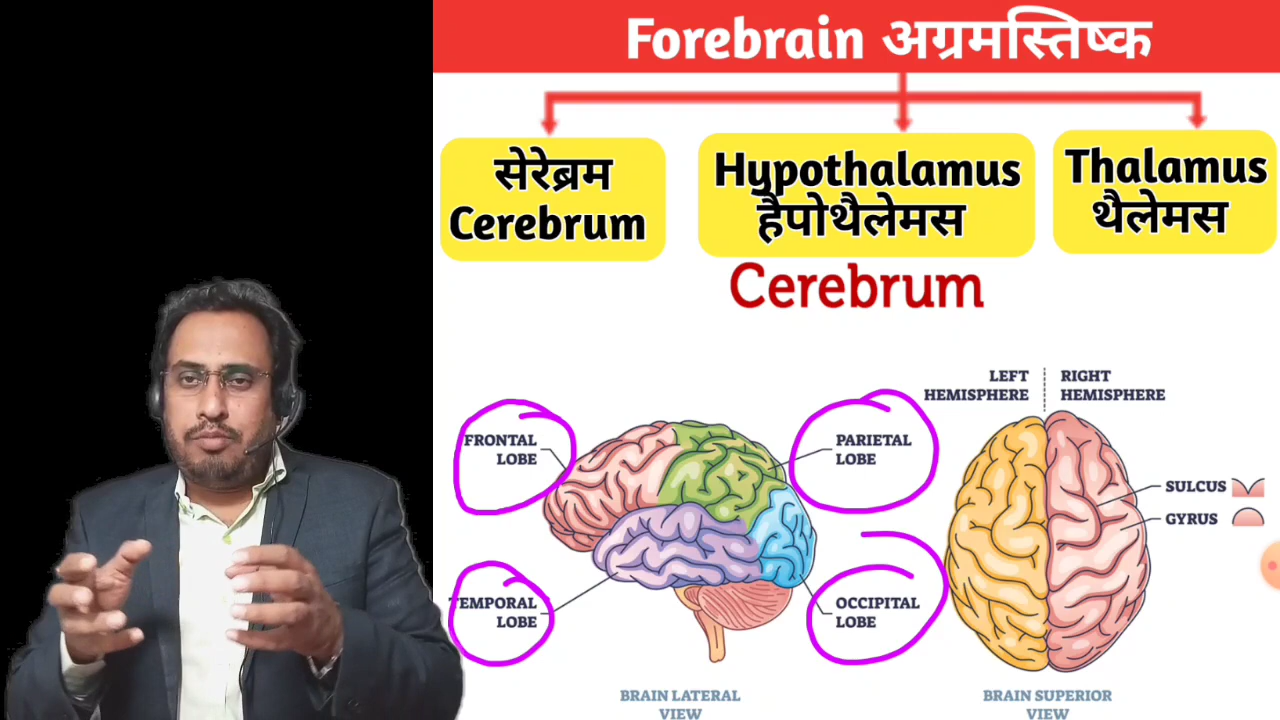 Forebrain अग्रमस्तिष्क
सेरेब्रम
Cerebrum
Hypothalamus
हैपोथैलेमस
Thalamus
थैलेमस
Cerebrum
FRONTAL
LOBE
PARIETAL
LOBE
TEMPORAL
LOBE
OCCIPITAL
LOBE
BRAIN LATERAL
VIEW
LEFT
HEMISPHERE
RIGHT
HEMISPHERE
SULCUS
GYRUS
BRAIN SUPERIOR
VIEW